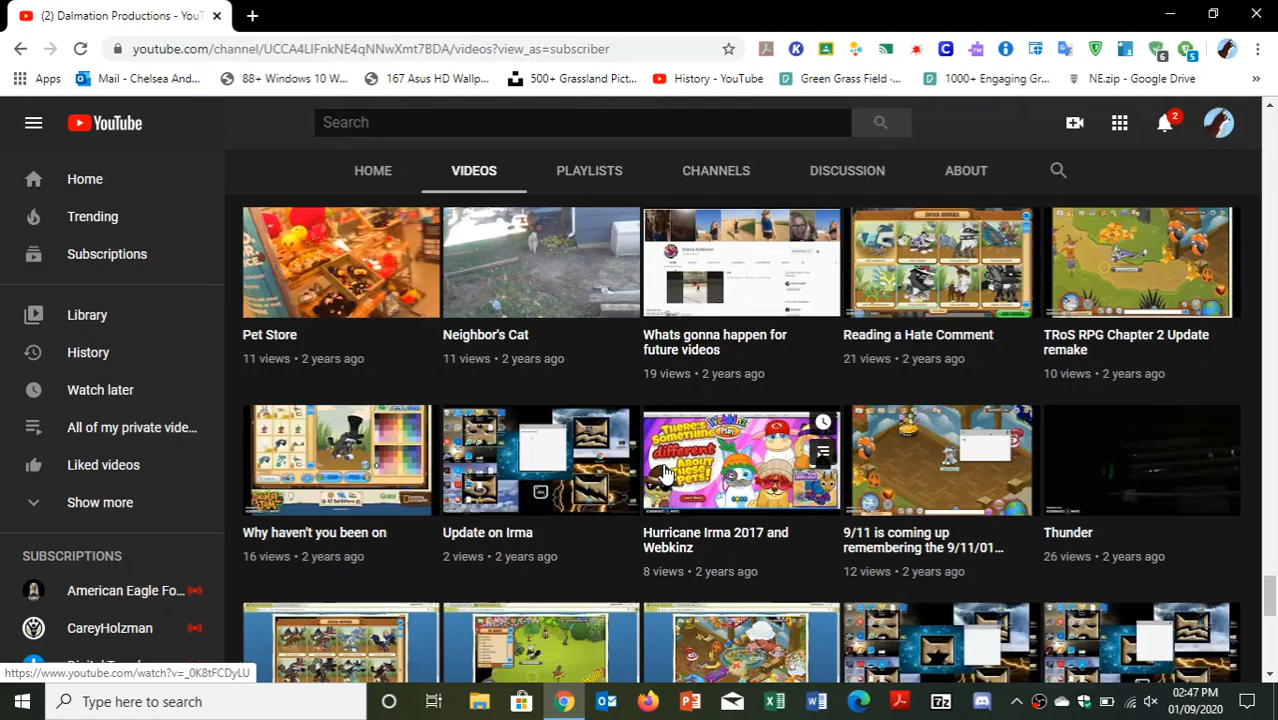 (2) Dalmation Productions - YouT
youtube.com/channel/UCCA4LIFnkNE4qNNwXmt7BDA/videos?view_as=subscriber
Apps
Mail - Chelsea And...
88+ Windows 10 W...
167 Asus HD Wallp...
500+ Grassland Pict...
History - YouTube
Green Grass Field -...
1000+ Engaging Gr...
NE.zip - Google Drive
YouTube
Search
2
HOME
VIDEOS
PLAYLISTS
CHANNELS
DISCUSSION
ABOUT
Home
Trending
Subscriptions
Library
History
Watch later
All of my private vide...
Liked videos
Show more
SUBSCRIPTIONS
American Eagle Fo...
CareyHolzman
Pet Store
11 views • 2 years ago
Neighbor's Cat
11 views • 2 years ago
Whats gonna happen for
future videos
19 views • 2 years ago
Reading a Hate Comment
21 views • 2 years ago
TRoS RPG Chapter 2 Update
remake
10 views • 2 years ago
THERE'S
SOMETHING
different
ABOUT
THESE
PETS!
Webkinz
Why haven't you been on
16 views • 2 years ago
Update on Irma
2 views • 2 years ago
Hurricane Irma 2017 and
Webkinz
8 views • 2 years ago
9/11 is coming up
remembering the 9/11/01...
12 views • 2 years ago
Thunder
26 views • 2 years ago
https://www.youtube.com/watch?v=_0K8tFCDyLU
Type here to search
02:47 PM
01/09/2020